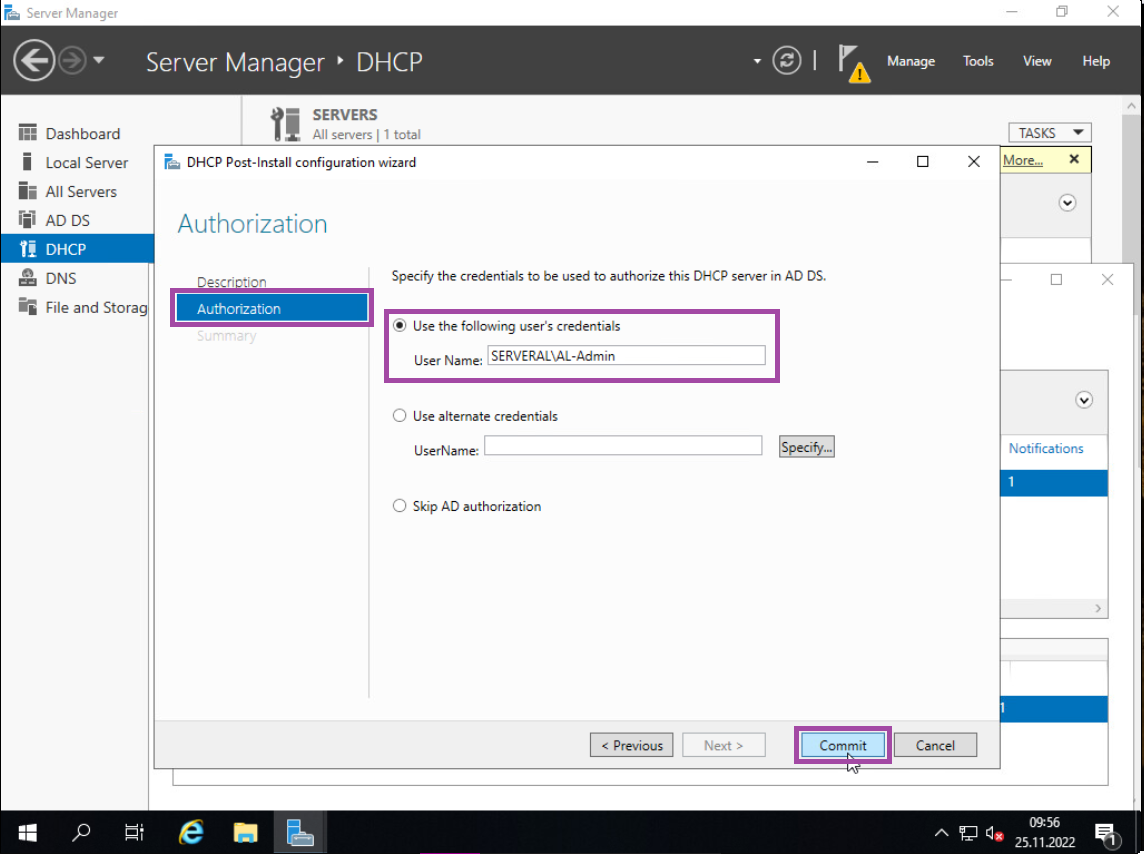 Server Manager
Server Manager • DHCP
Manage Tools View Help
Dashboard
Local Server
All Servers
AD DS
DHCP
DNS
File and Storag
SERVERS
All servers | 1 total
TASKS
More...
DHCP Post-Install configuration wizard
Authorization
Description
Authorization
Summary
Specify the credentials to be used to authorize this DHCP server in AD DS.
Use the following user's credentials
User Name: SERVERAL\AL-Admin
Use alternate credentials
UserName:
Specify...
Skip AD authorization
< Previous
Next >
Commit
Cancel
Notifications
1
1
09:56
25.11.2022
1